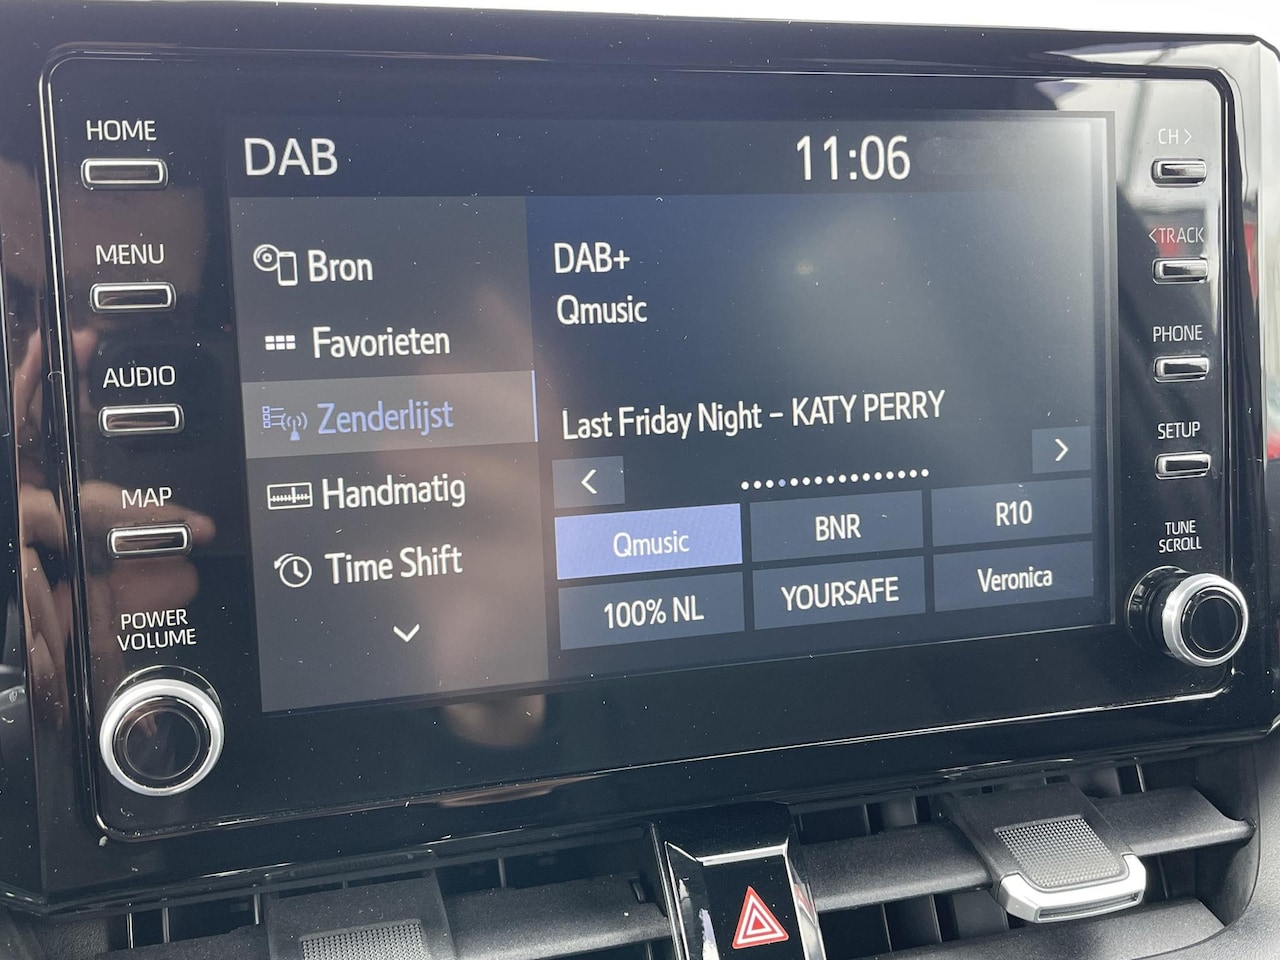 HOME
MENU
AUDIO
MAP
POWER
VOLUME
DAB
11:06
Bron
Favorieten
Zenderlijst
Handmatig
Time Shift
DAB+
Qmusic
Last Friday Night - KATY PERRY
< >
Qmusic BNR R10
100% NL YOURSAFE Veronica
CH >
<TRACK
PHONE
SETUP
TUNE
SCROLL